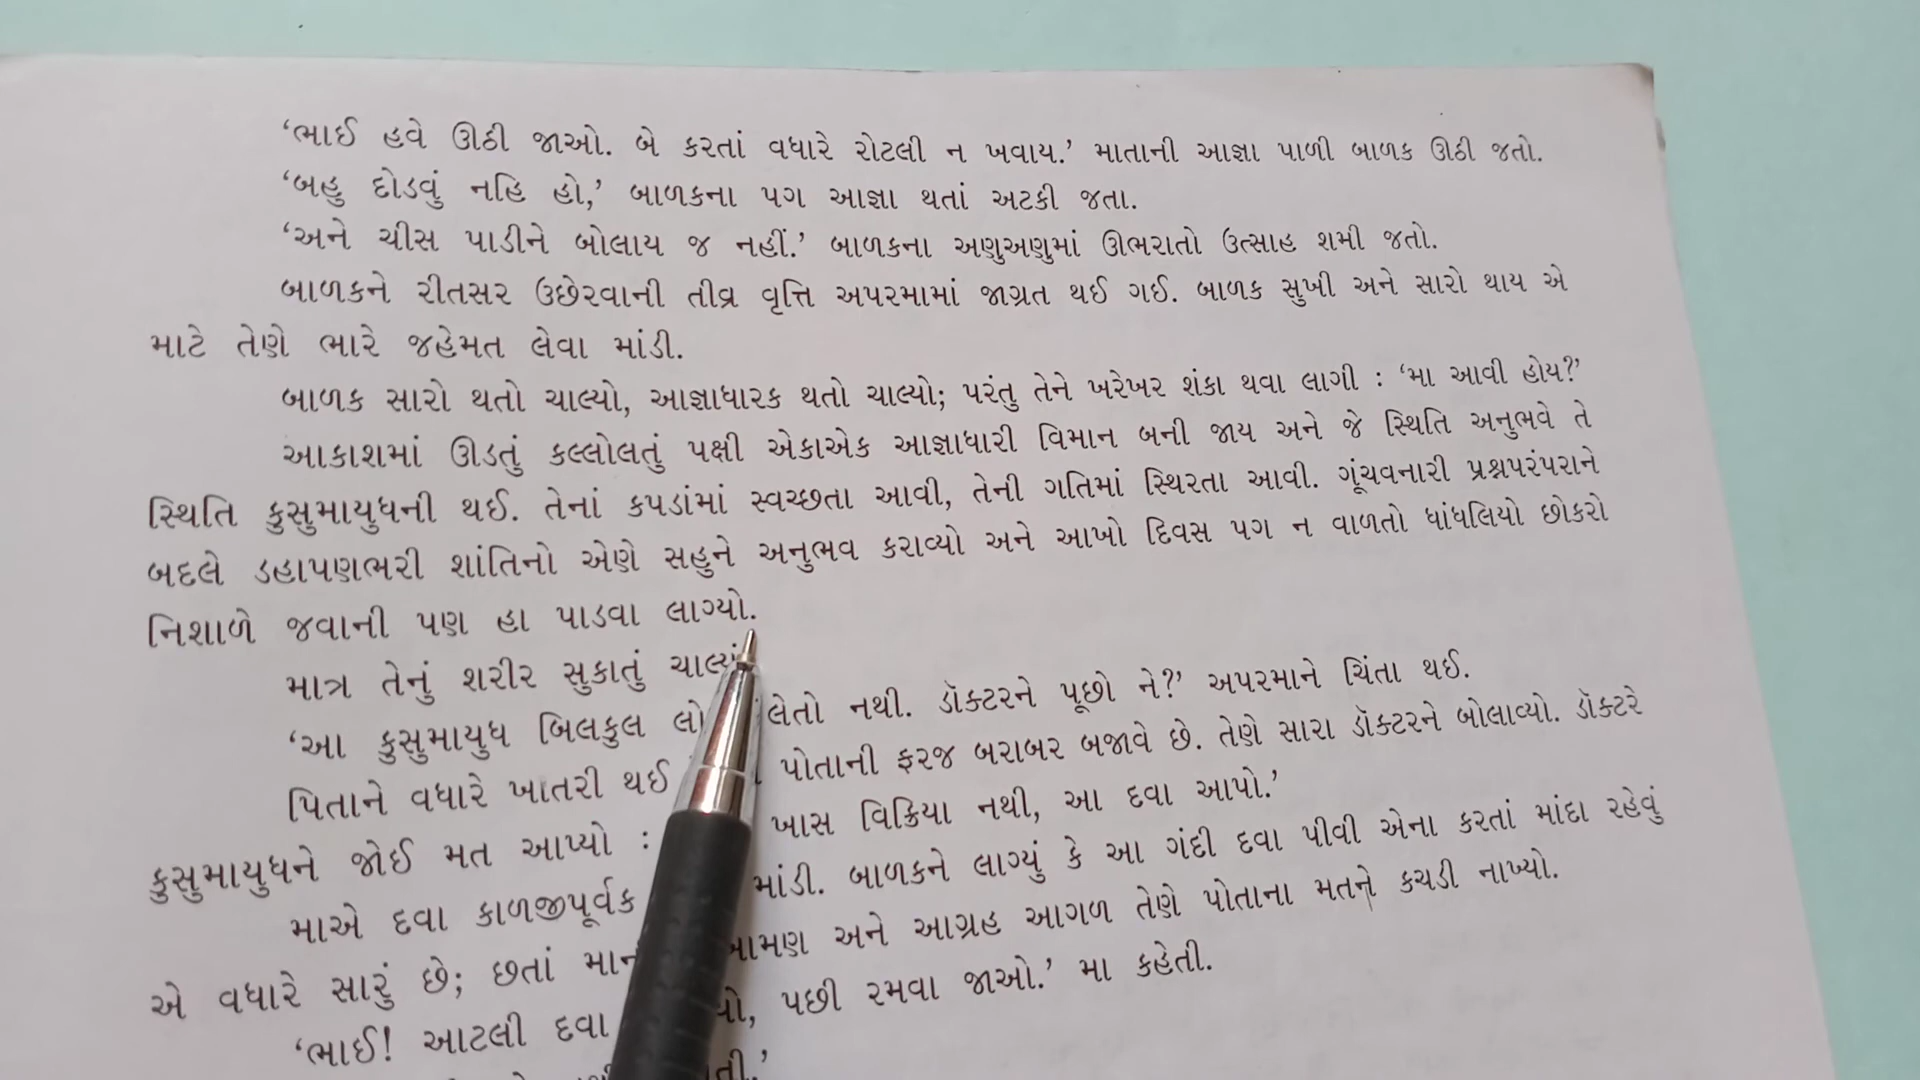 ‘ભાઈ હવે ઊઠી જાઓ. બે કરતાં વધારે રોટલી ન ખવાય.’ માતાની આજ્ઞા પાળી બાળક ઊઠી જતો.
‘બહુ દોડવું નહિ હો,’ બાળકના પગ આજ્ઞા થતાં અટકી જતા.
‘અને ચીસ પાડીને બોલાય જ નહીં.’ બાળકના અણુઅણુમાં ઊભરાતો ઉત્સાહ શમી જતો.
બાળકને રીતસર ઉછેરવાની તીવ્ર વૃત્તિ અપરમામાં જાગ્રત થઈ ગઈ. બાળક સુખી અને સારો થાય એ
માટે તેણે ભારે જહેમત લેવા માંડી.
બાળક સારો થતો ચાલ્યો, આજ્ઞાધારક થતો ચાલ્યો; પરંતુ તેને ખરેખર શંકા થવા લાગી : ‘મા આવી હોય?’
આકાશમાં ઊડતું કલ્લોલતું પક્ષી એકાએક આજ્ઞાધારી વિમાન બની જાય અને જે સ્થિતિ અનુભવે તે
સ્થિતિ કુસુમાયુધની થઈ. તેનાં કપડાંમાં સ્વચ્છતા આવી, તેની ગતિમાં સ્થિરતા આવી. ગૂંચવનારી પ્રશ્નપરંપરાને
બદલે ડહાપણભરી શાંતિનો એણે સહુને અનુભવ કરાવ્યો અને આખો દિવસ પગ ન વાળતો ધાંધલિયો છોકરો
નિશાળે જવાની પણ હા પાડવા લાગ્યો.
માત્ર તેનું શરીર સુકાતું
‘આ કુસુમાયુધ બિલકુલ લેતો નથી. ડૉક્ટરને પૂછો ને?’ અપરમાને ચિંતા થઈ.
પિતાને વધારે ખાતરી થઈ પોતાની ફરજ બરાબર બજાવે છે. તેણે સારા ડૉક્ટરને બોલાવ્યો. ડૉક્ટરે
કુસુમાયુધને જોઈ મત આપ્યો : ખાસ વિક્રિયા નથી, આ દવા આપો.’
માએ દવા કાળજીપૂર્વક માંડી. બાળકને લાગ્યું કે આ ગંદી દવા પીવી એના કરતાં માંદા રહેવું
એ વધારે સારું છે; છતાં અને આગ્રહ આગળ તેણે પોતાના મતને કચડી નાખ્યો.
‘ભાઈ! આટલી દવા પછી રમવા જાઓ.’ મા કહેતી.